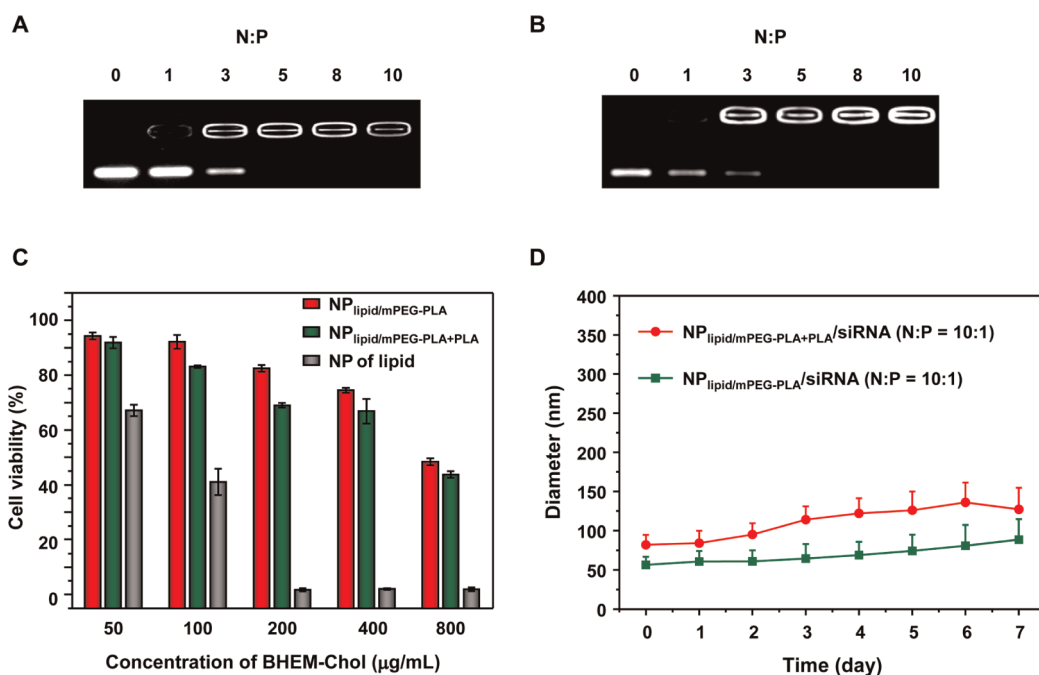 A
N:P
0 1 3 5 8 10
B
N:P
0 1 3 5 8 10
C
100
80
60
40
20
0
Cell viability (%)
NPlipid/mPEG-PLA
NPlipid/mPEG-PLA+PLA
NP of lipid
50 100 200 400 800
Concentration of BHEM-Chol (µg/mL)
D
400
350
300
250
200
150
100
50
0
Diameter (nm)
NPlipid/mPEG-PLA+PLA/siRNA (N:P = 10:1)
NPlipid/mPEG-PLA/siRNA (N:P = 10:1)
0 1 2 3 4 5 6 7
Time (day)